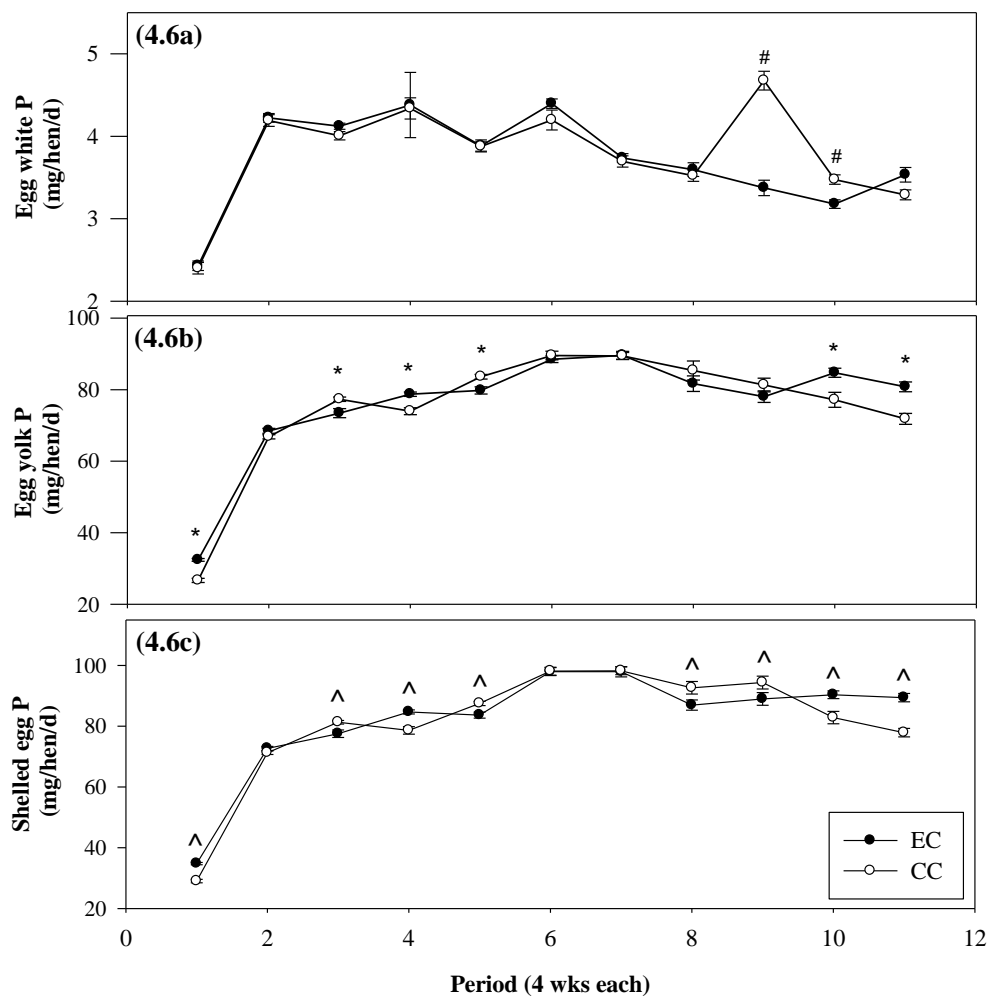 (4.6a)
Egg white P
(mg/hen/d)
5
4
3
2
#
#
(4.6b)
Egg yolk P
(mg/hen/d)
100
80
60
40
20
*
*
*
*
*
*
(4.6c)
Shelled egg P
(mg/hen/d)
100
80
60
40
20
^
^
^
^
^
^
^
^
EC
CC
0 2 4 6 8 10 12
Period (4 wks each)